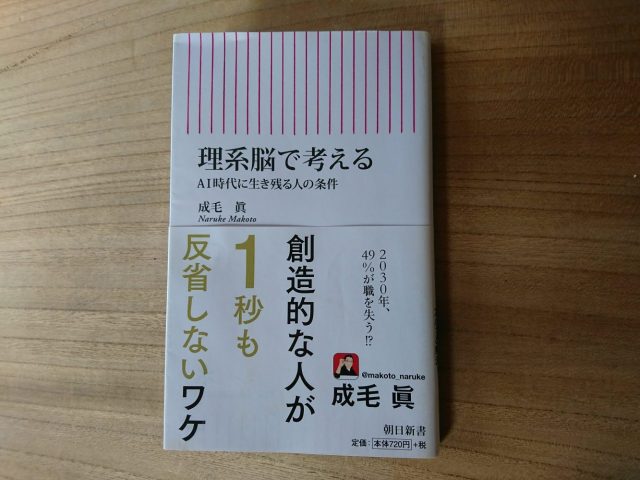 理系脳で考える
AI時代に生き残る人の条件
成毛 眞
Naruke Makoto
2030年、
49%が職を失う!?
創造的な人が
1秒も
反省しないワケ
@makoto_naruke
成毛 眞
朝日新書
定価:本体720円+税